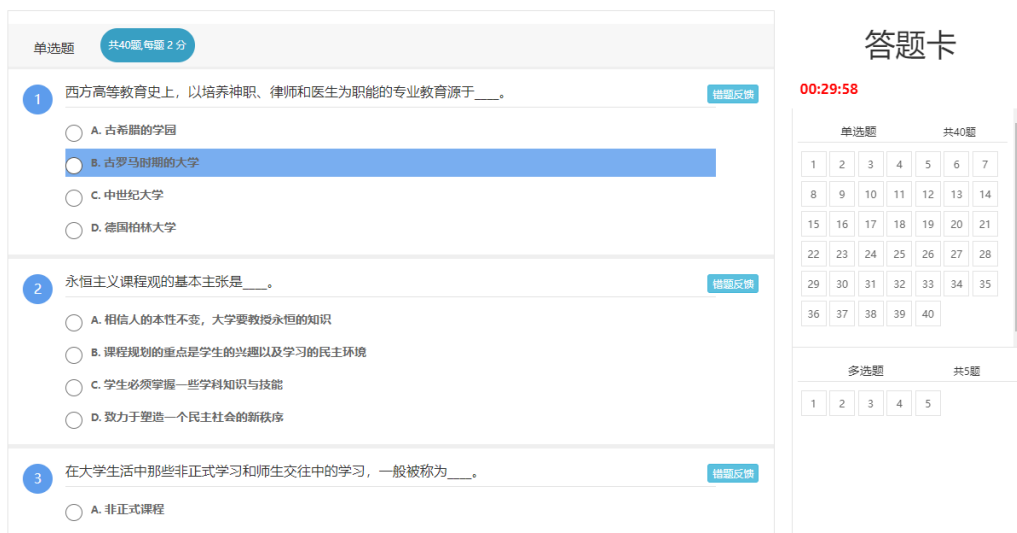 单选题
共40题,每题 2 分
1
西方高等教育史上，以培养神职、律师和医生为职能的专业教育源于____。
错题反馈
A. 古希腊的学园
B. 古罗马时期的大学
C. 中世纪大学
D. 德国柏林大学
2
永恒主义课程观的基本主张是____。
错题反馈
A. 相信人的本性不变，大学要教授永恒的知识
B. 课程规划的重点是学生的兴趣以及学习的民主环境
C. 学生必须掌握一些学科知识与技能
D. 致力于塑造一个民主社会的新秩序
3
在大学生活中那些非正式学习和师生交往中的学习，一般被称为____。
错题反馈
A. 非正式课程
答题卡
00:29:58
单选题 共40题
1 2 3 4 5 6 7
8 9 10 11 12 13 14
15 16 17 18 19 20 21
22 23 24 25 26 27 28
29 30 31 32 33 34 35
36 37 38 39 40
多选题 共5题
1 2 3 4 5